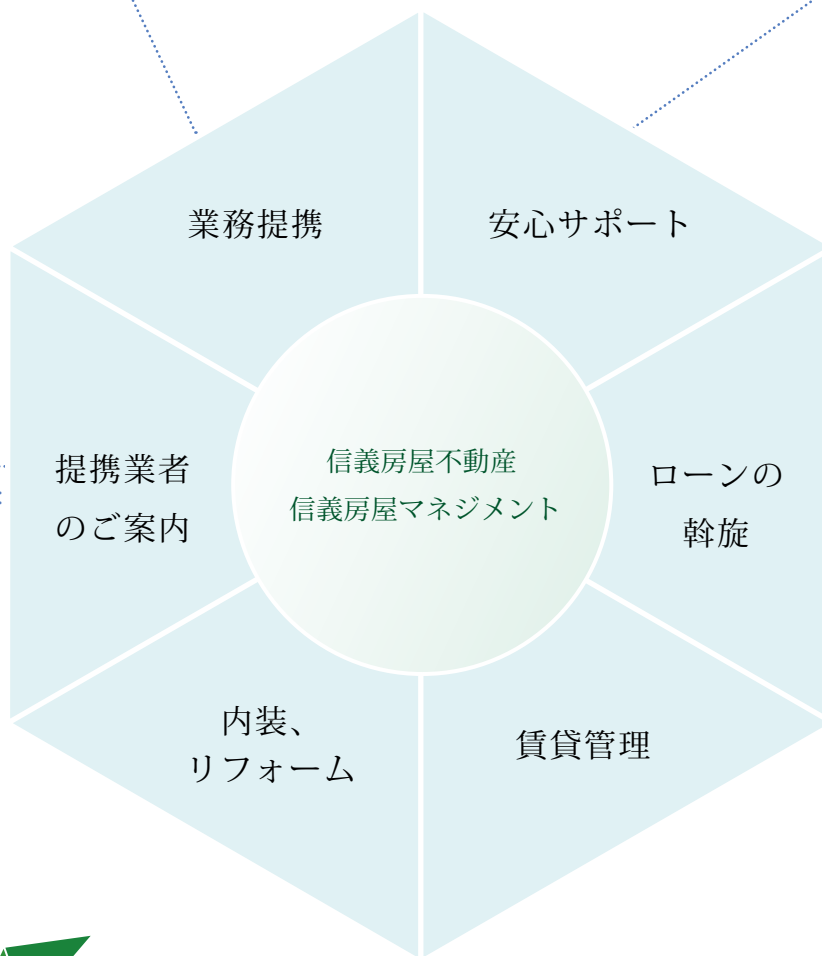 業務提携
安心サポート
提携業者
のご案内
信義房屋不動産
信義房屋マネジメント
ローンの
斡旋
内装、
リフォーム
賃貸管理